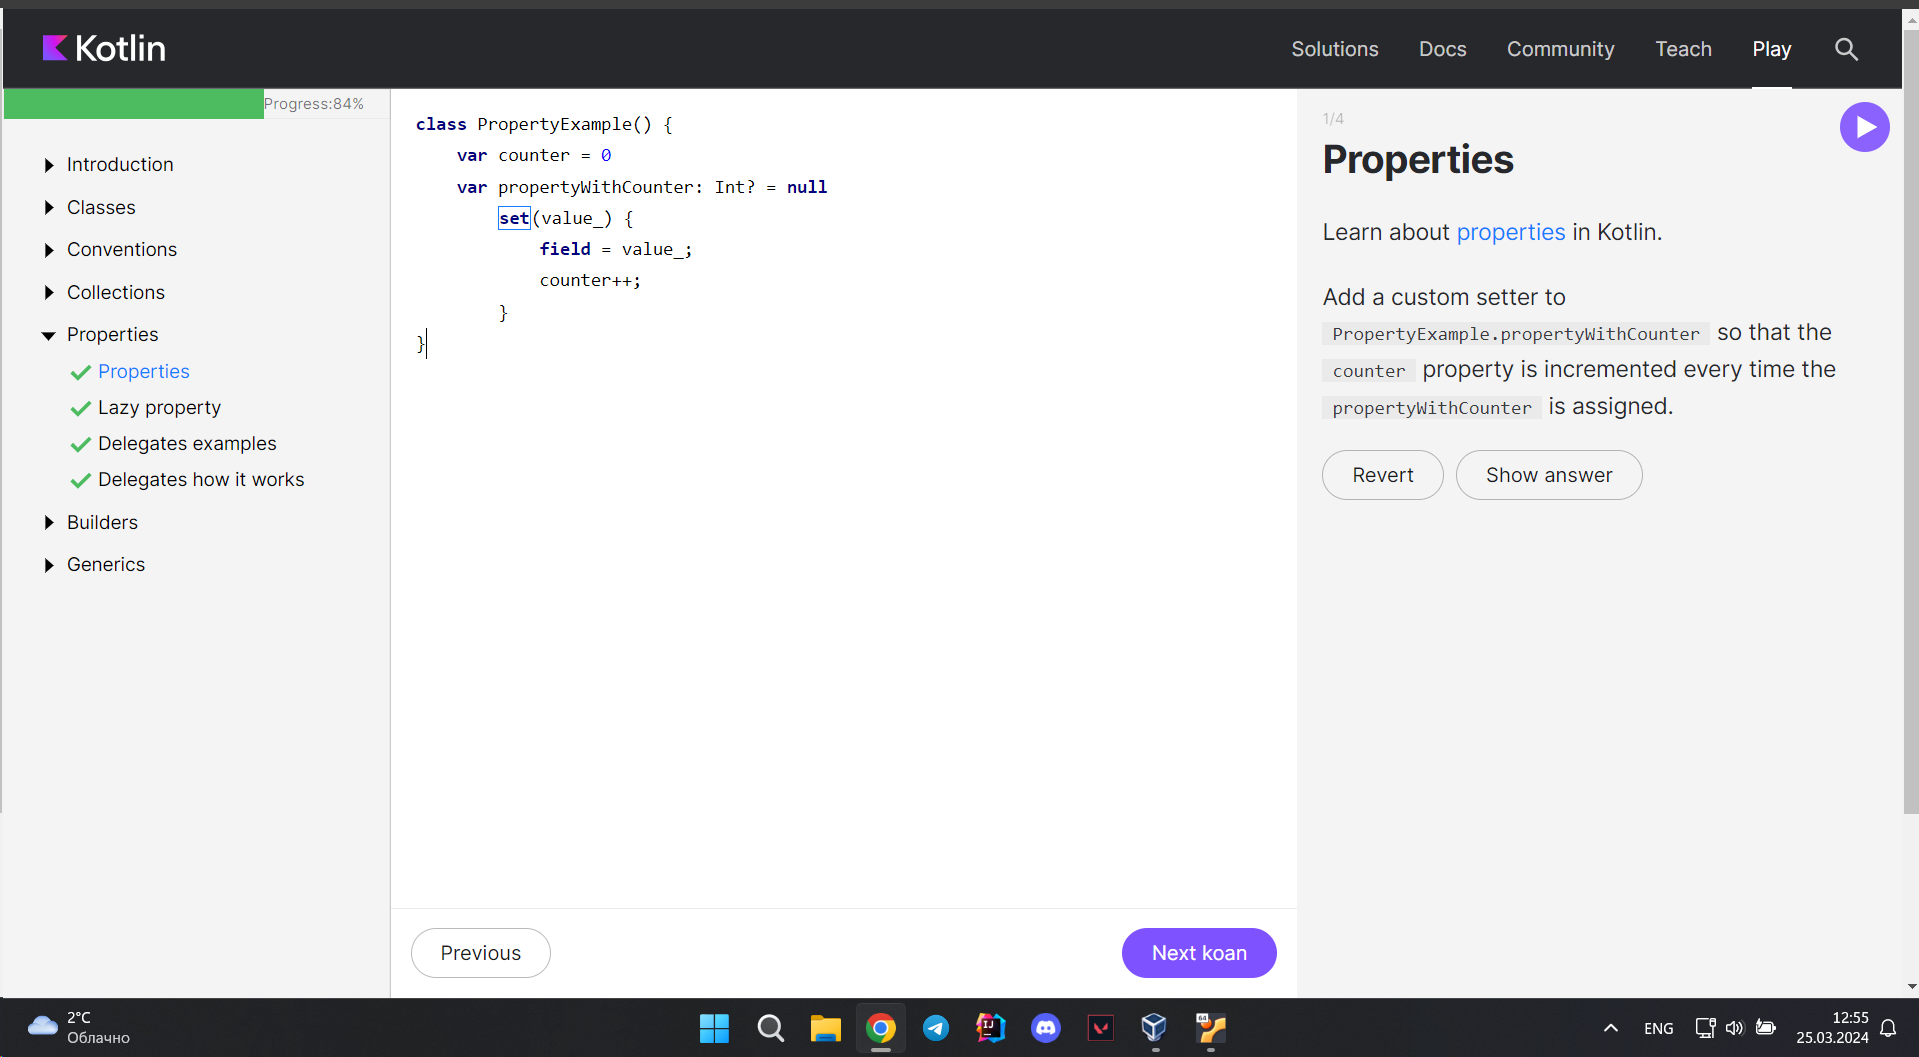 Kotlin
Solutions Docs Community Teach Play
Progress:84%
Introduction
Classes
Conventions
Collections
Properties
Properties
Lazy property
Delegates examples
Delegates how it works
Builders
Generics
class PropertyExample() {
var counter = 0
var propertyWithCounter: Int? = null
set(value_) {
field = value_;
counter++;
}
}
Previous
Next koan
1/4
Properties
Learn about properties in Kotlin.
Add a custom setter to
PropertyExample.propertyWithCounter so that the
counter property is incremented every time the
propertyWithCounter is assigned.
Revert
Show answer
2°C
Облачно
IJ
64
ENG
12:55
25.03.2024